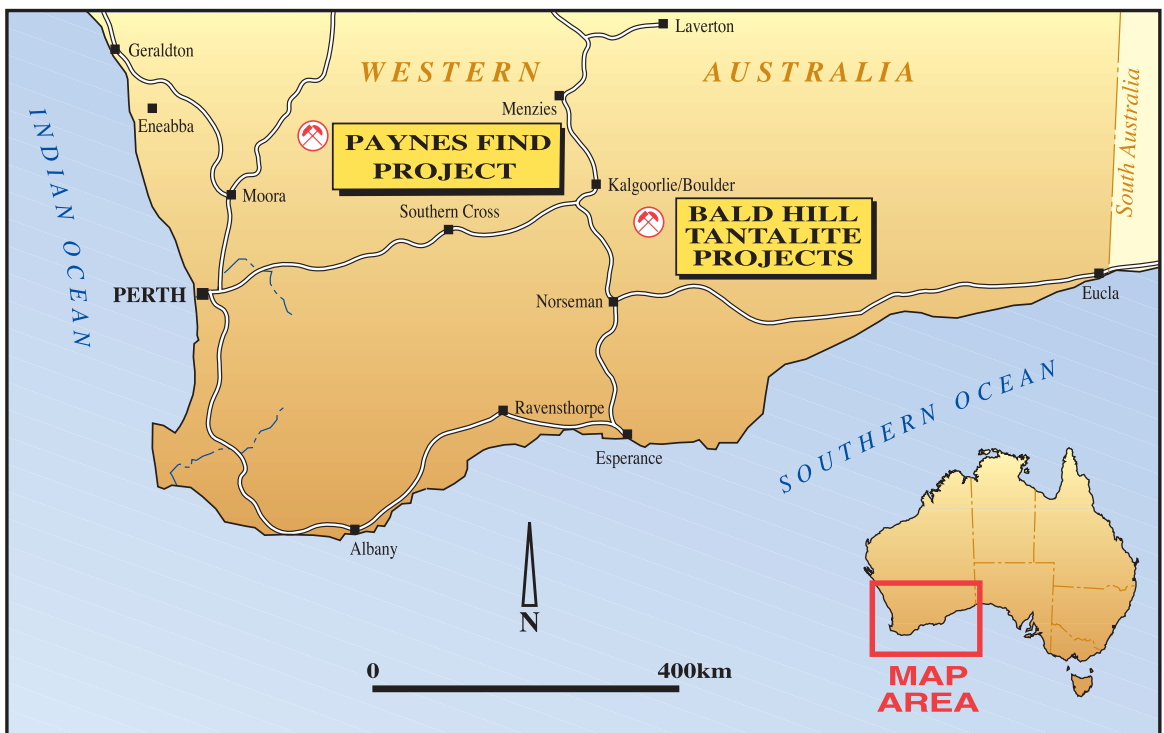 Laverton
Geraldton
WESTERN AUSTRALIA
South Australia
Menzies
Eneabba
INDIAN OCEAN
PAYNES FIND
PROJECT
Kalgoorlie/Boulder
Moora
Southern Cross
BALD HILL
TANTALITE
PROJECTS
PERTH
Norseman
Eucla
Ravensthorpe
SOUTHERN OCEAN
Esperance
Albany
N
0 400km
MAP
AREA